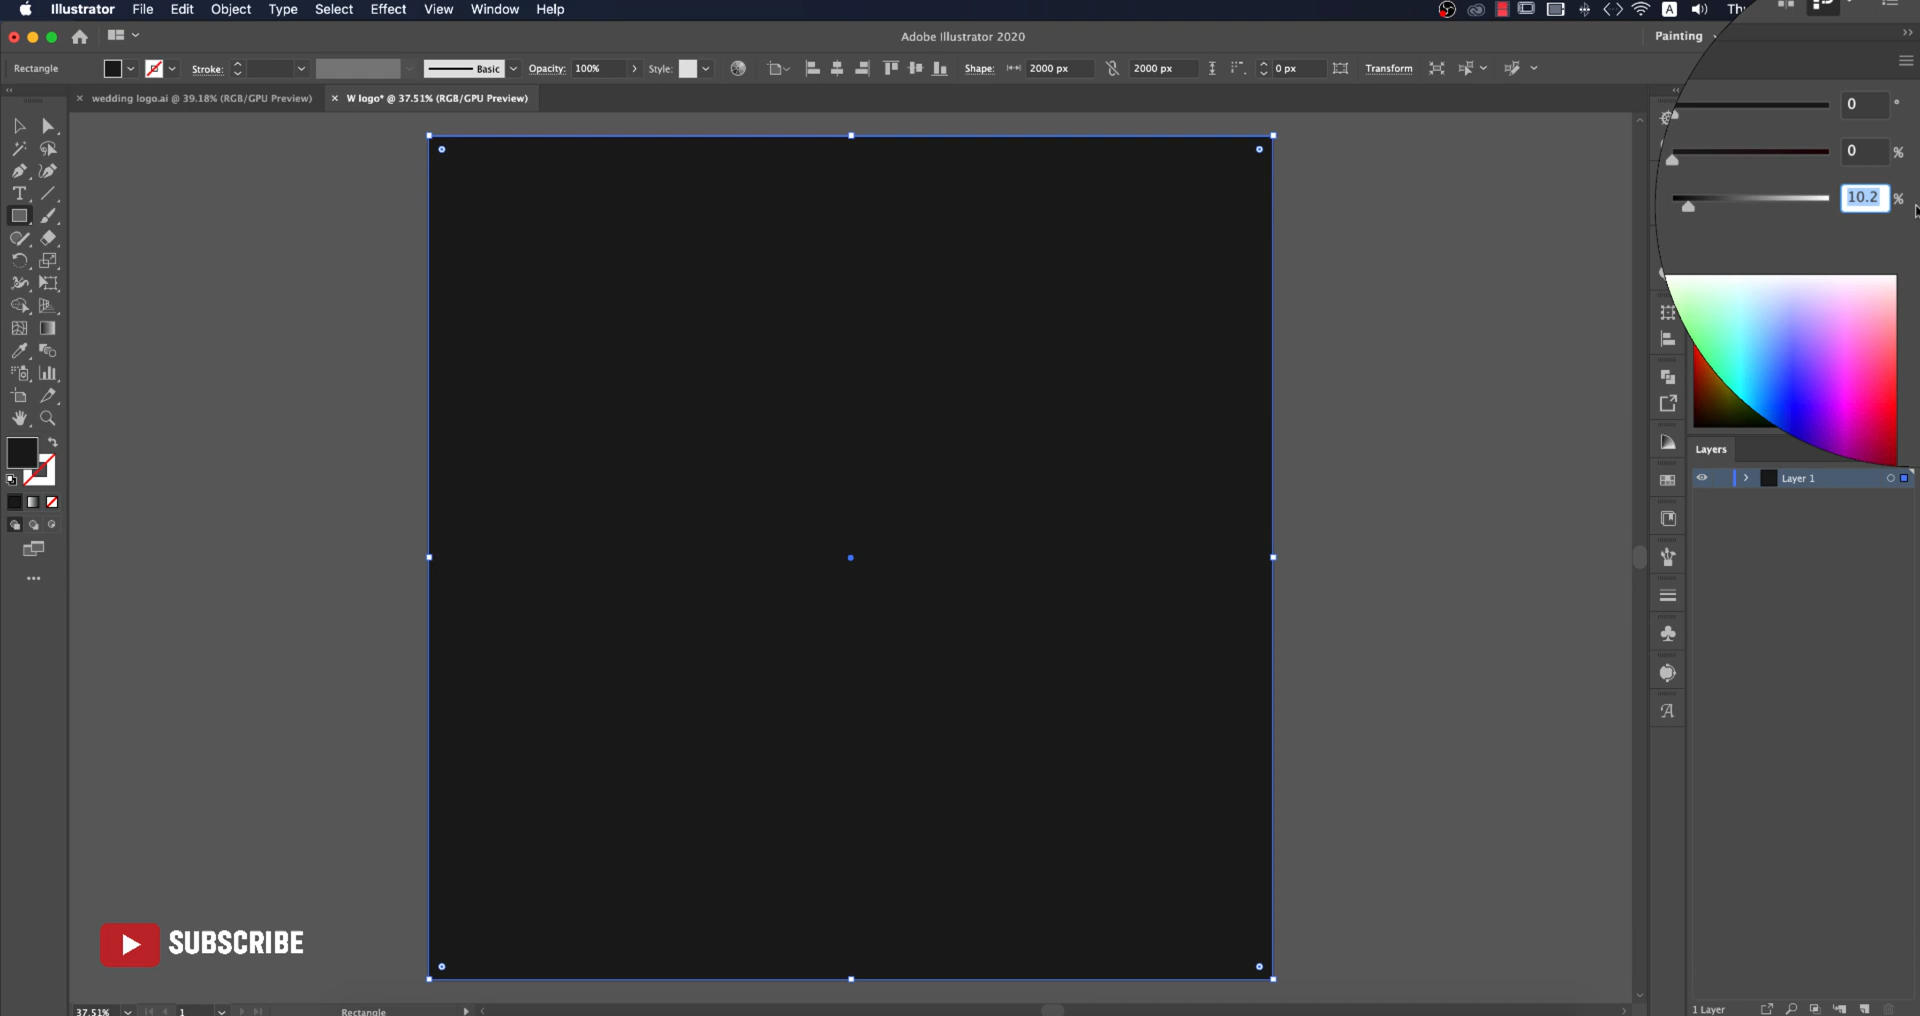 Illustrator File Edit Object Type Select Effect View Window Help
A
Adobe Illustrator 2020
Painting
Rectangle
Stroke:
Basic
Opacity: 100%
Style:
Shape: 2000 px 2000 px 0 px
Transform
× wedding logo.ai @ 39.18% (RGB/GPU Preview)
× W logo* @ 37.51% (RGB/GPU Preview)
0 °
0 %
10.2 %
Layers
Layer 1
SUBSCRIBE
37.51% 1 Rectangle
1 Layer